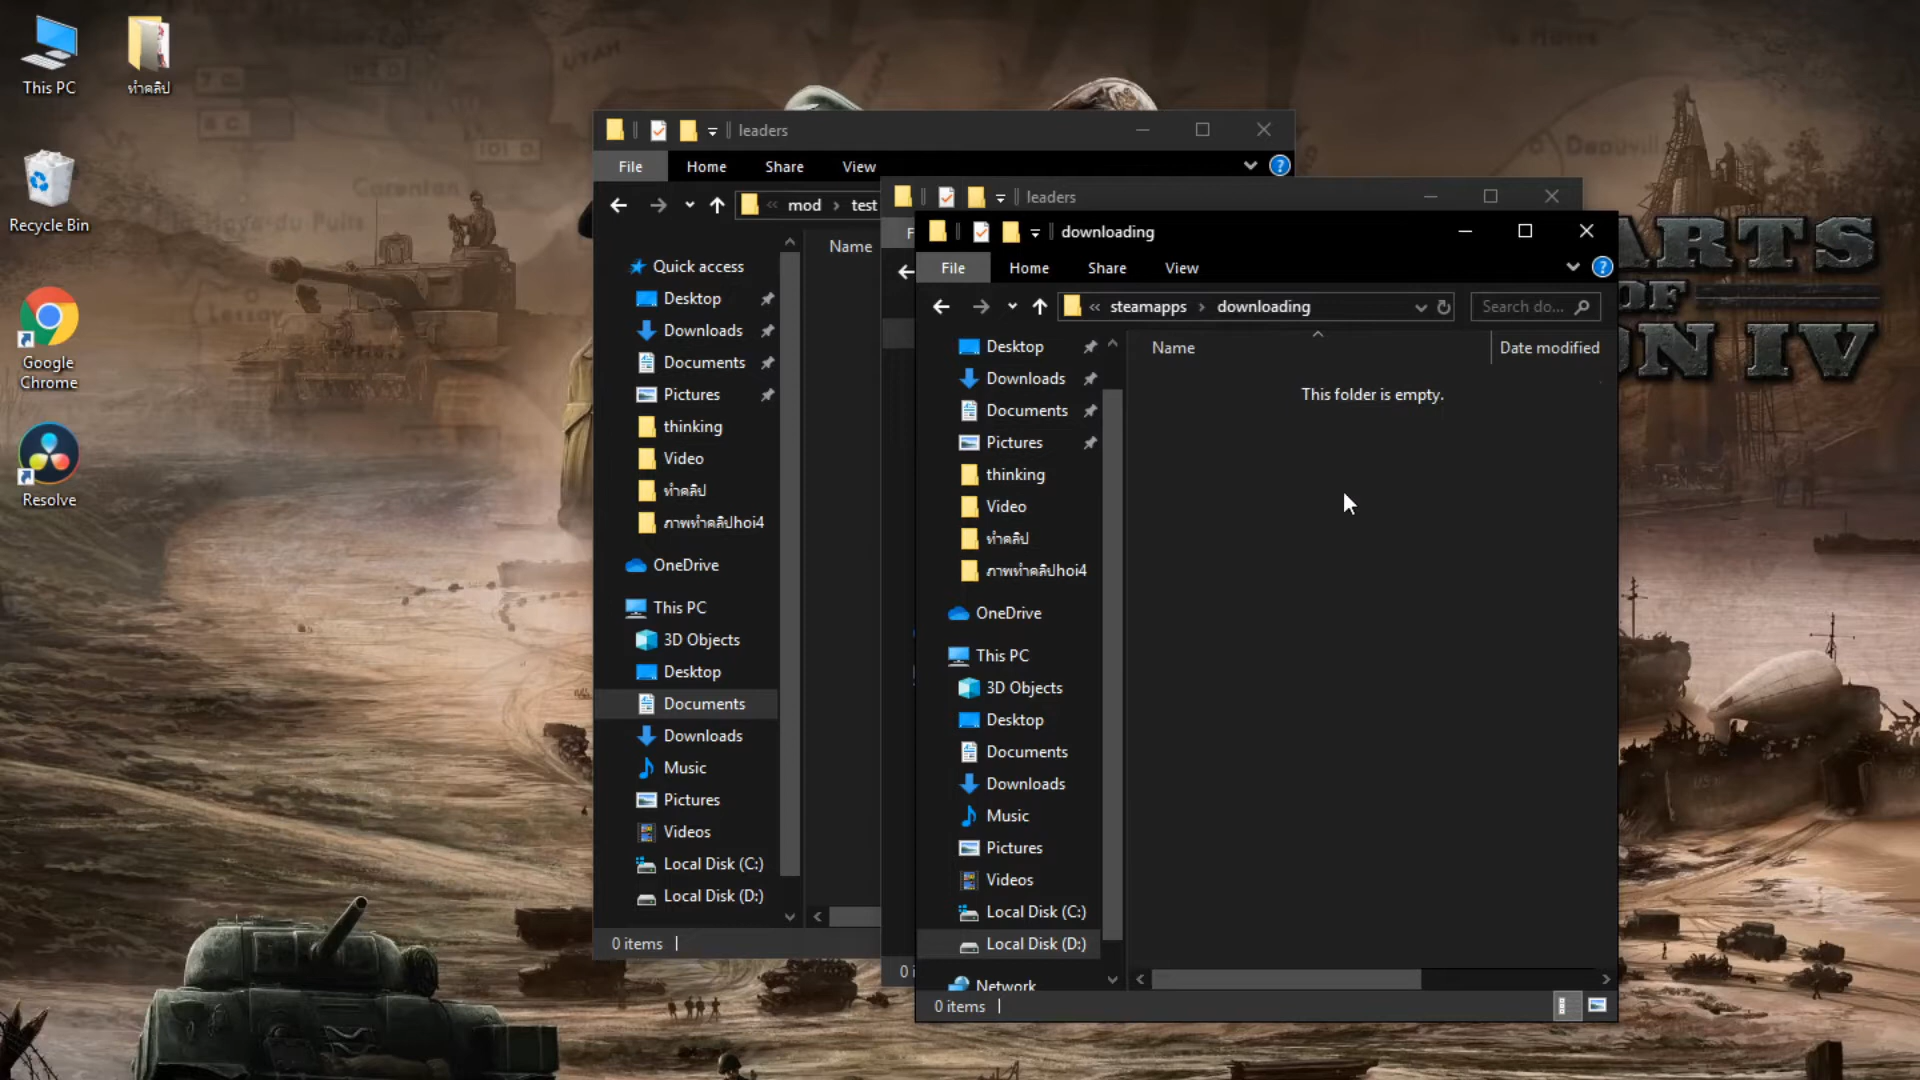 This PC
ทำคลิป
Recycle Bin
Google
Chrome
Resolve
UTAH
Carentan
leaders
File
Home
Share
View
mod
test
Name
Quick access
Desktop
Downloads
Documents
Pictures
thinking
Video
ทำคลิป
ภาพทำคลิปhoi4
OneDrive
This PC
3D Objects
Desktop
Documents
Downloads
Music
Pictures
Videos
Local Disk (C:)
Local Disk (D:)
0 items
leaders
downloading
File
Home
Share
View
steamapps
downloading
Search do...
Name
Date modified
This folder is empty.
Desktop
Downloads
Documents
Pictures
thinking
Video
ทำคลิป
ภาพทำคลิปhoi4
OneDrive
This PC
3D Objects
Desktop
Documents
Downloads
Music
Pictures
Videos
Local Disk (C:)
Local Disk (D:)
Network
0 items
ARTS
OF
ON IV